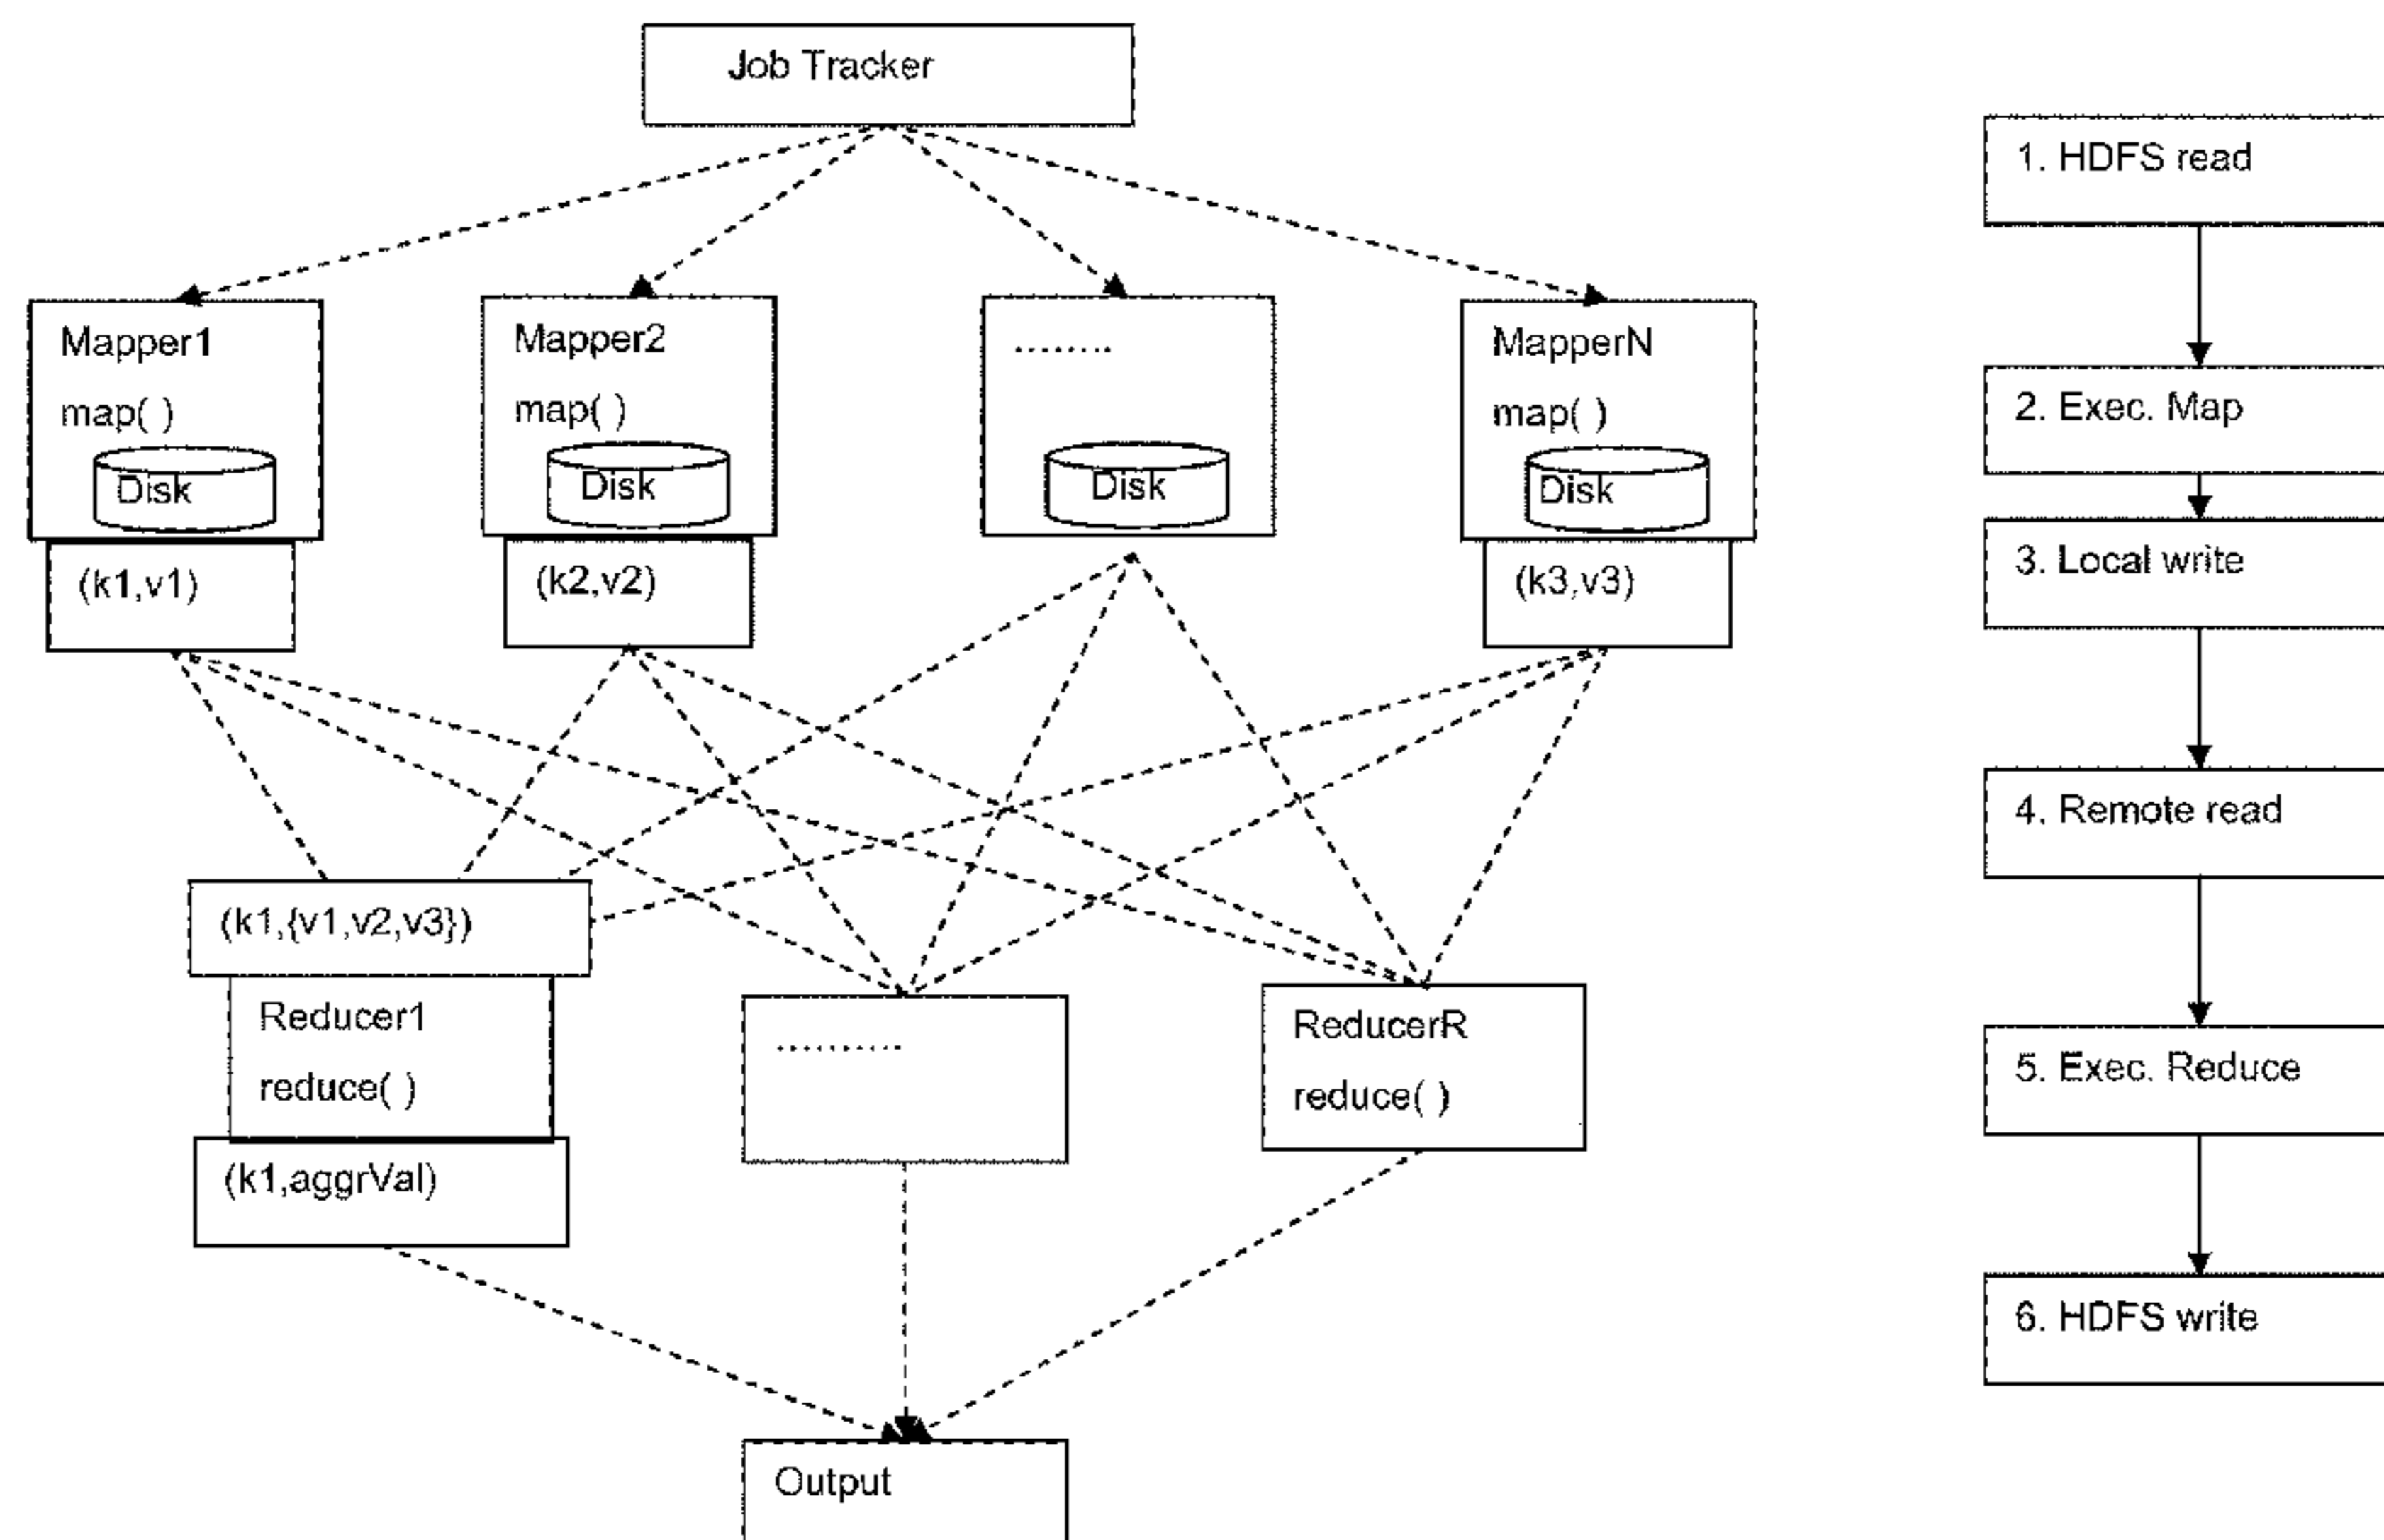 Job Tracker
Mapper1
map( )
Disk
(k1,v1)
Mapper2
map( )
Disk
(k2,v2)
........
Disk
MapperN
map( )
Disk
(k3,v3)
(k1,{v1,v2,v3})
Reducer1
reduce( )
(k1,aggrVal)
..........
ReducerR
reduce( )
Output
1. HDFS read
2. Exec. Map
3. Local write
4. Remote read
5. Exec. Reduce
6. HDFS write